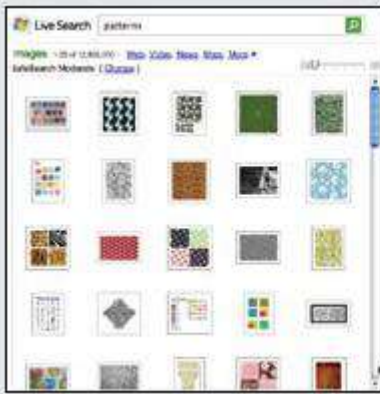 Live Search patterns
Images Web Video News Maps More
SafeSearch Moderate [ Change ]